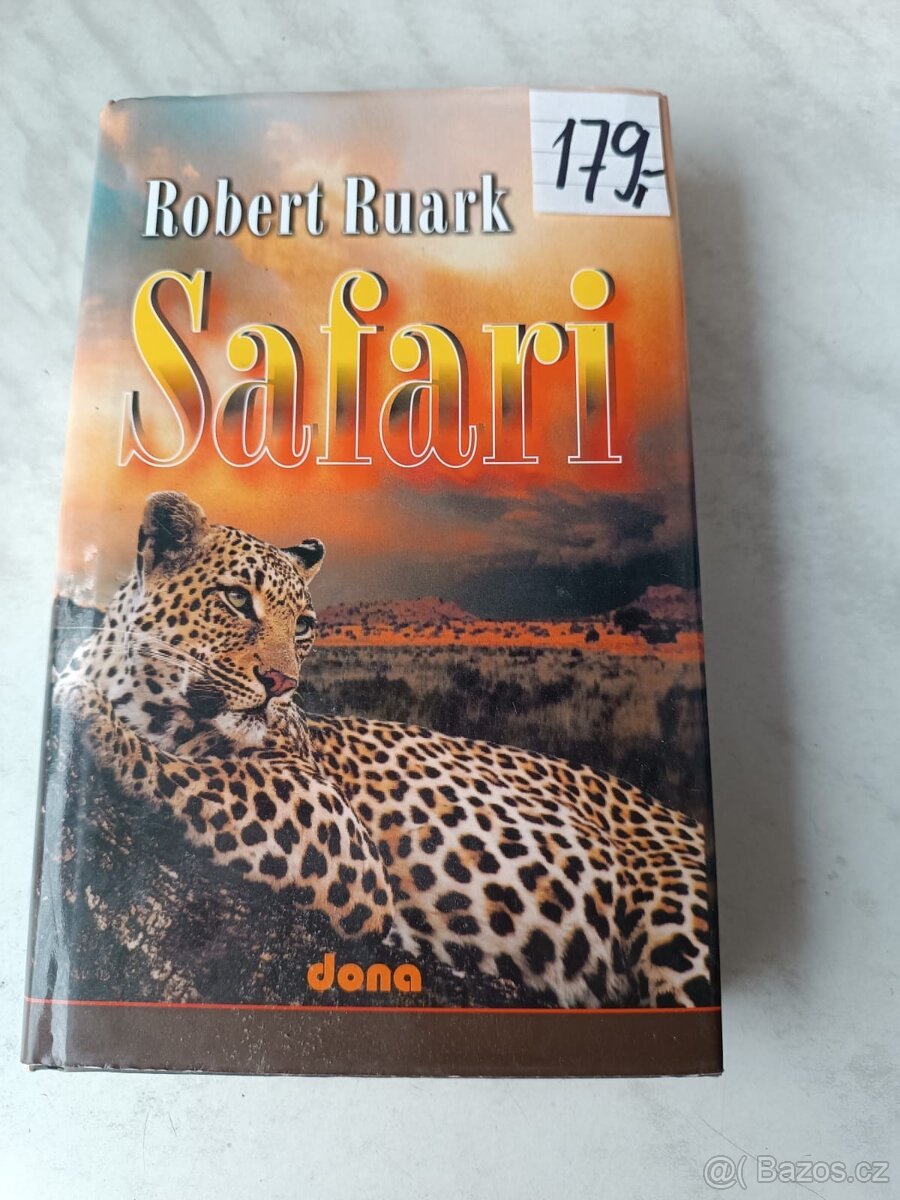 179,-
Robert Ruark
Safari
dona
@( Bazos.cz